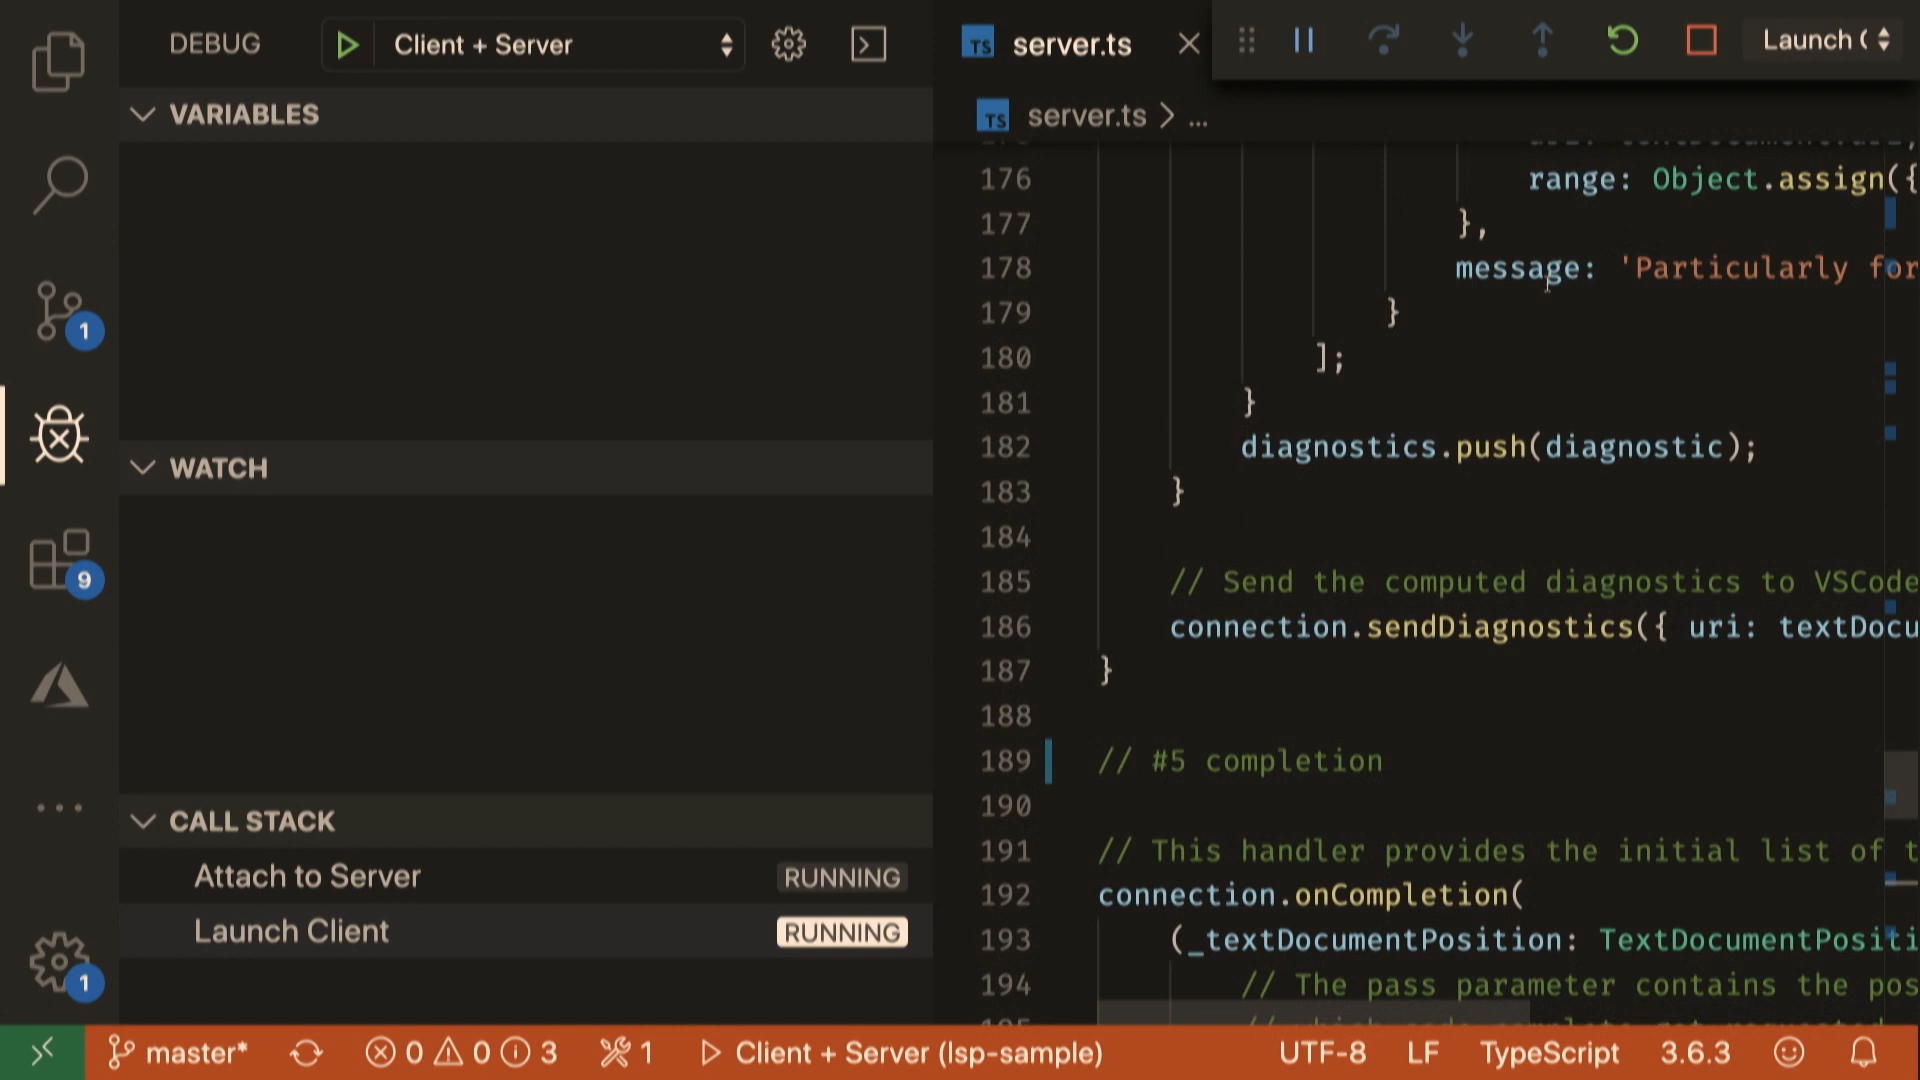 DEBUG
Client + Server
TS server.ts
Launch (
VARIABLES
TS server.ts > ...
176 range: Object.assign({
177 },
178 message: 'Particularly for
179 }
180 ];
181 }
182 diagnostics.push(diagnostic);
183 }
184
185 // Send the computed diagnostics to VSCode
186 connection.sendDiagnostics({ uri: textDocu
187 }
188
189 // #5 completion
190
191 // This handler provides the initial list of t
192 connection.onCompletion(
193 (_textDocumentPosition: TextDocumentPositi
194 // The pass parameter contains the pos
1
WATCH
9
CALL STACK
Attach to Server RUNNING
Launch Client RUNNING
1
master* 0 0 3 1 Client + Server (lsp-sample) UTF-8 LF TypeScript 3.6.3